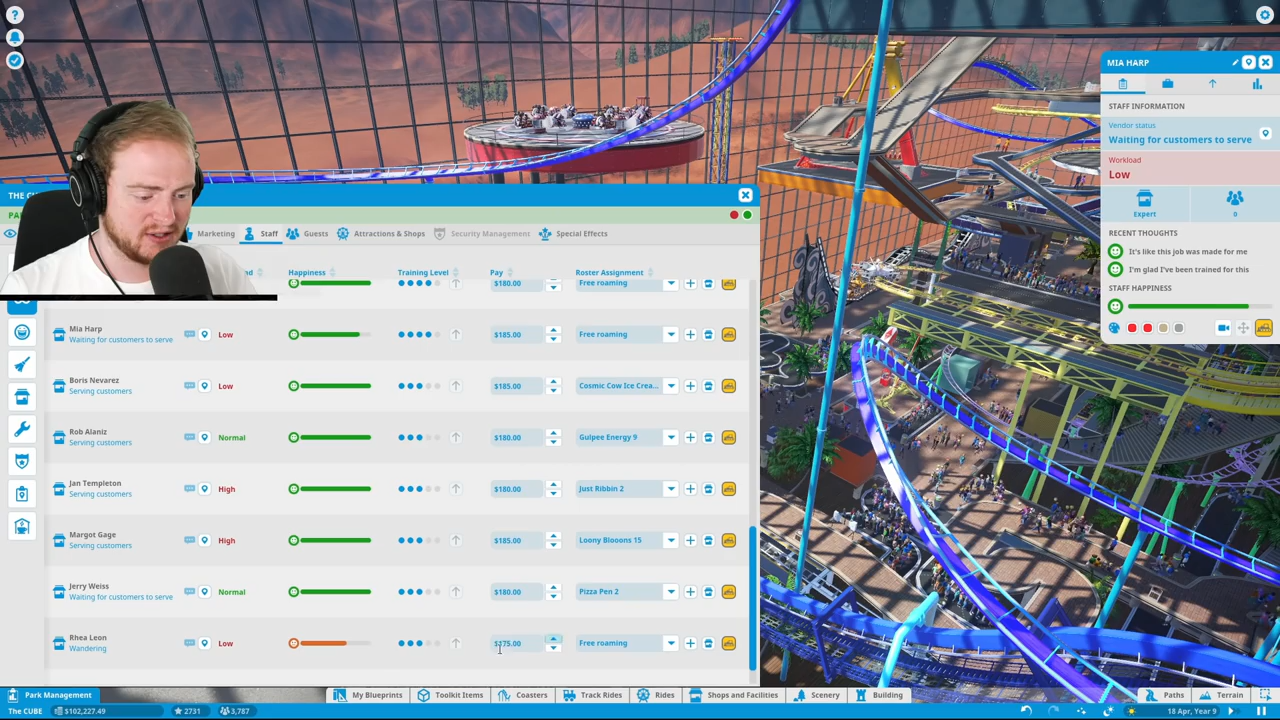 ?
MIA HARP
STAFF INFORMATION
Vendor status
Waiting for customers to serve
Workload
Low
Expert
0
RECENT THOUGHTS
It's like this job was made for me
I'm glad I've been trained for this
STAFF HAPPINESS
Marketing Staff Guests Attractions & Shops Security Management Special Effects
Happiness Training Level Pay Roster Assignment
$180.00 Free roaming
Mia Harp
Waiting for customers to serve
Low $185.00 Free roaming
Boris Nevarez
Serving customers
Low $185.00 Cosmic Cow Ice Crea...
Rob Alaniz
Serving customers
Normal $180.00 Gulpee Energy 9
Jan Templeton
Serving customers
High $180.00 Just Ribbin 2
Margot Gage
Serving customers
High $185.00 Loony Blooons 15
Jerry Weiss
Waiting for customers to serve
Normal $180.00 Pizza Pen 2
Rhea Leon
Wandering
Low $175.00 Free roaming
Park Management My Blueprints Toolkit Items Coasters Track Rides Rides Shops and Facilities Scenery Building Paths Terrain
The CUBE $102,227.49 2731 3,787 18 Apr, Year 9